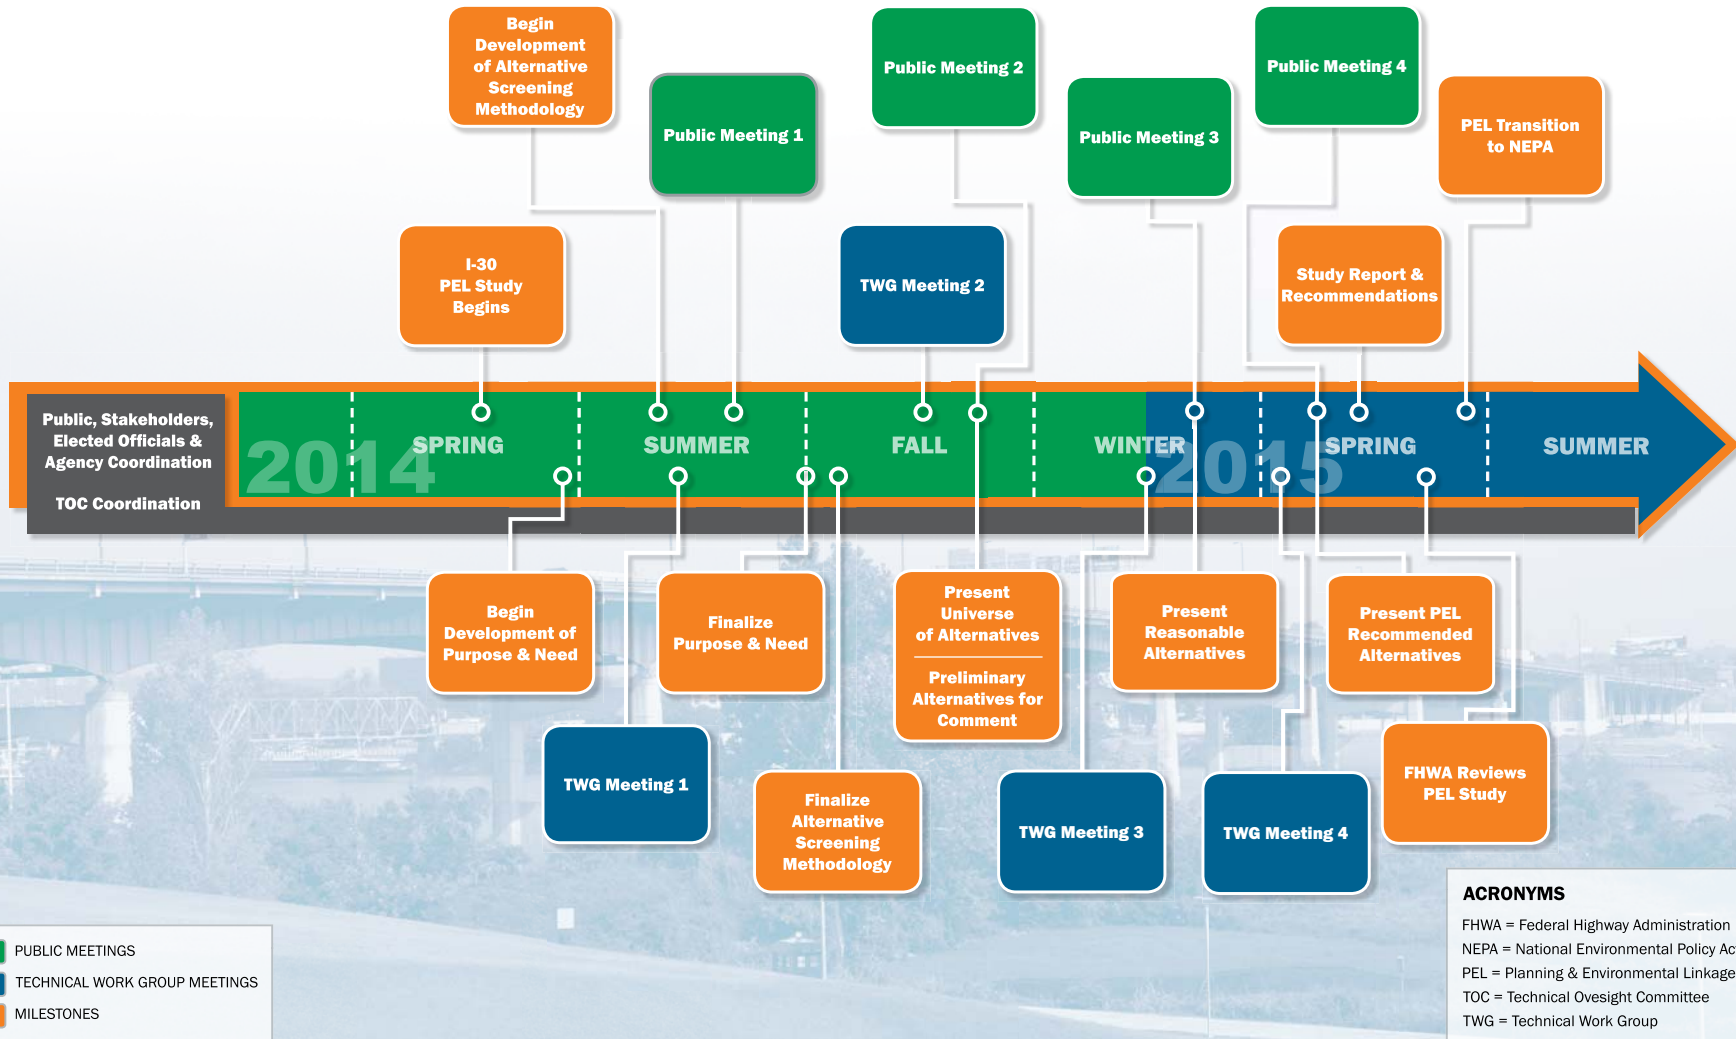 Begin
Development
of Alternative
Screening
Methodology
Public Meeting 1
Public Meeting 2
Public Meeting 3
Public Meeting 4
PEL Transition
to NEPA
I-30
PEL Study
Begins
TWG Meeting 2
Study Report &
Recommendations
Public, Stakeholders,
Elected Officials &
Agency Coordination
TOC Coordination
2014
SPRING
SUMMER
FALL
WINTER
2015
SPRING
SUMMER
Begin
Development of
Purpose & Need
Finalize
Purpose & Need
Present
Universe
of Alternatives
Preliminary
Alternatives for
Comment
Present
Reasonable
Alternatives
Present PEL
Recommended
Alternatives
TWG Meeting 1
Finalize
Alternative
Screening
Methodology
TWG Meeting 3
TWG Meeting 4
FHWA Reviews
PEL Study
PUBLIC MEETINGS
TECHNICAL WORK GROUP MEETINGS
MILESTONES
ACRONYMS
FHWA = Federal Highway Administration
NEPA = National Environmental Policy Ac
PEL = Planning & Environmental Linkage
TOC = Technical Ovesight Committee
TWG = Technical Work Group